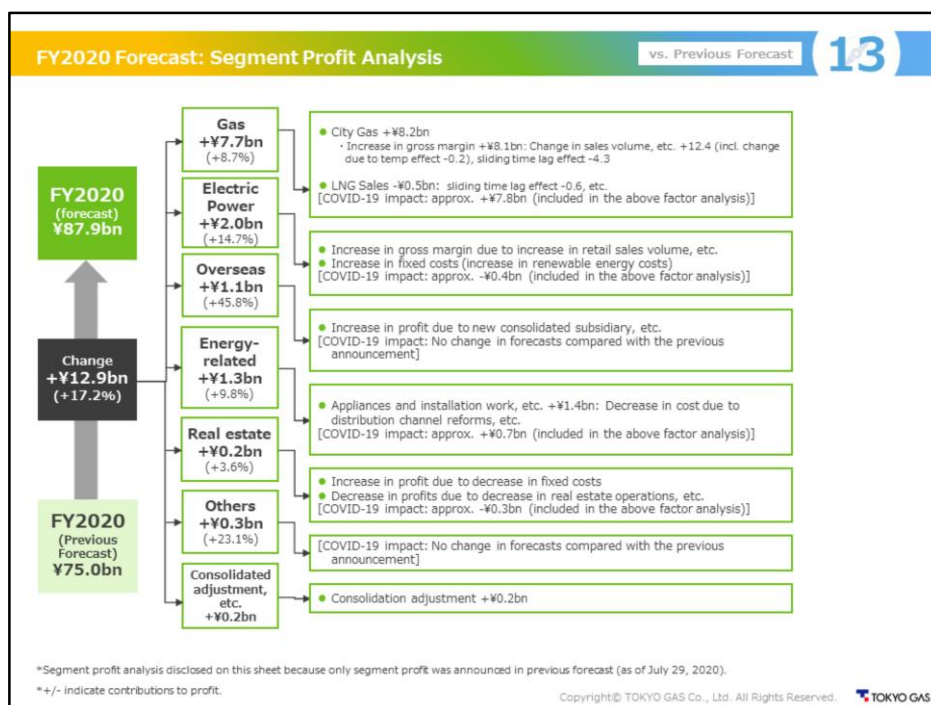 FY2020 Forecast: Segment Profit Analysis
vs. Previous Forecast
13
FY2020
(forecast)
¥87.9bn
Change
+¥12.9bn
(+17.2%)
FY2020
(Previous
Forecast)
¥75.0bn
Gas
+¥7.7bn
(+8.7%)
● City Gas +¥8.2bn
・Increase in gross margin +¥8.1bn: Change in sales volume, etc. +12.4 (incl. change
due to temp effect -0.2), sliding time lag effect -4.3
● LNG Sales -¥0.5bn: sliding time lag effect -0.6, etc.
[COVID-19 impact: approx. +¥7.8bn (included in the above factor analysis)]
Electric
Power
+¥2.0bn
(+14.7%)
● Increase in gross margin due to increase in retail sales volume, etc.
● Increase in fixed costs (increase in renewable energy costs)
[COVID-19 impact: approx. -¥0.4bn (included in the above factor analysis)]
Overseas
+¥1.1bn
(+45.8%)
● Increase in profit due to new consolidated subsidiary, etc.
[COVID-19 impact: No change in forecasts compared with the previous
announcement]
Energy-
related
+¥1.3bn
(+9.8%)
● Appliances and installation work, etc. +¥1.4bn: Decrease in cost due to
distribution channel reforms, etc.
[COVID-19 impact: approx. +¥0.7bn (included in the above factor analysis)]
Real estate
+¥0.2bn
(+3.6%)
● Increase in profit due to decrease in fixed costs
● Decrease in profits due to decrease in real estate operations, etc.
[COVID-19 impact: approx. -¥0.3bn (included in the above factor analysis)]
Others
+¥0.3bn
(+23.1%)
[COVID-19 impact: No change in forecasts compared with the previous
announcement]
Consolidated
adjustment,
etc.
+¥0.2bn
● Consolidation adjustment +¥0.2bn
*Segment profit analysis disclosed on this sheet because only segment profit was announced in previous forecast (as of July 29, 2020).
*+/- indicate contributions to profit.
Copyright© TOKYO GAS Co., Ltd. All Rights Reserved.
TOKYO GAS